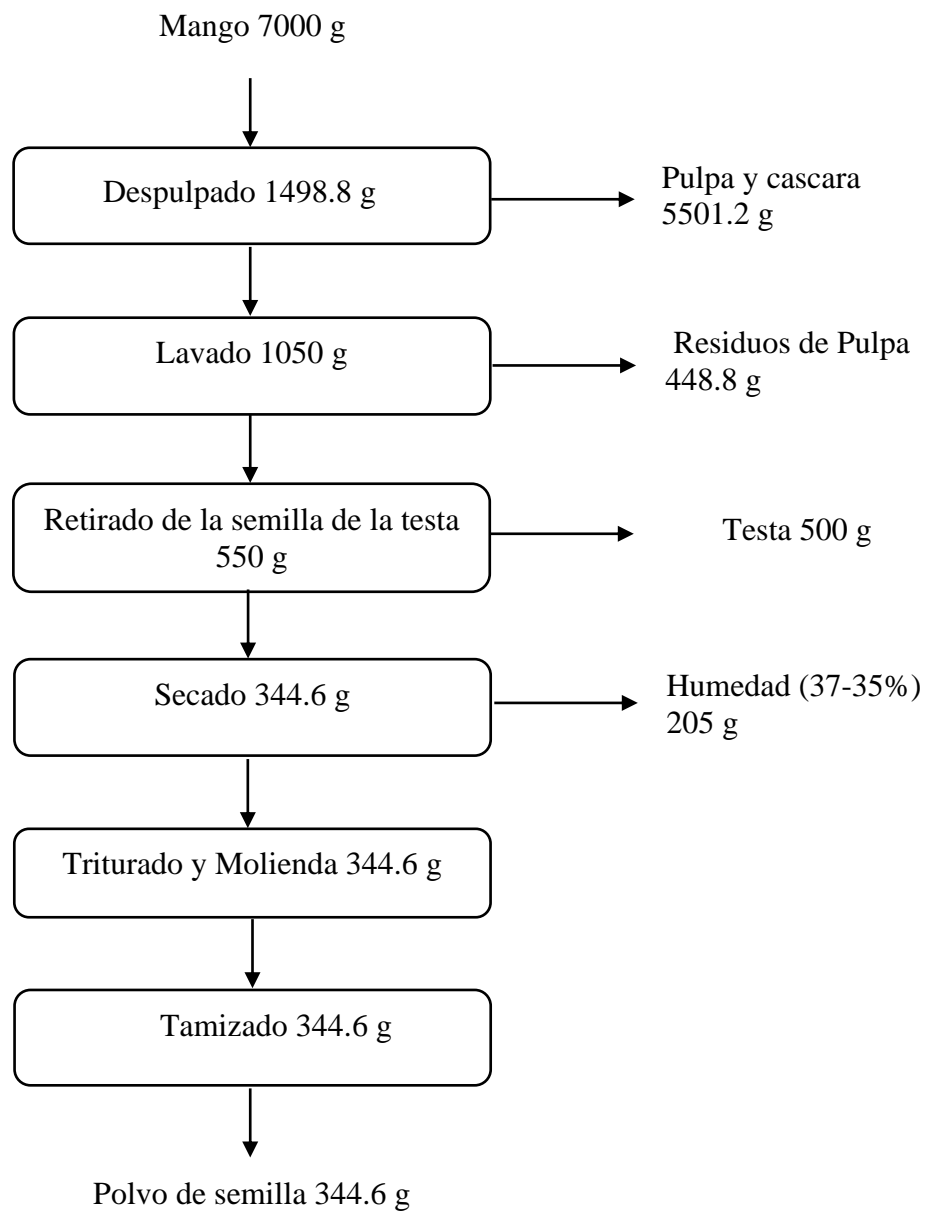 Mango 7000 g
Despulpado 1498.8 g
Pulpa y cascara
5501.2 g
Lavado 1050 g
Residuos de Pulpa
448.8 g
Retirado de la semilla de la testa
550 g
Testa 500 g
Secado 344.6 g
Humedad (37-35%)
205 g
Triturado y Molienda 344.6 g
Tamizado 344.6 g
Polvo de semilla 344.6 g